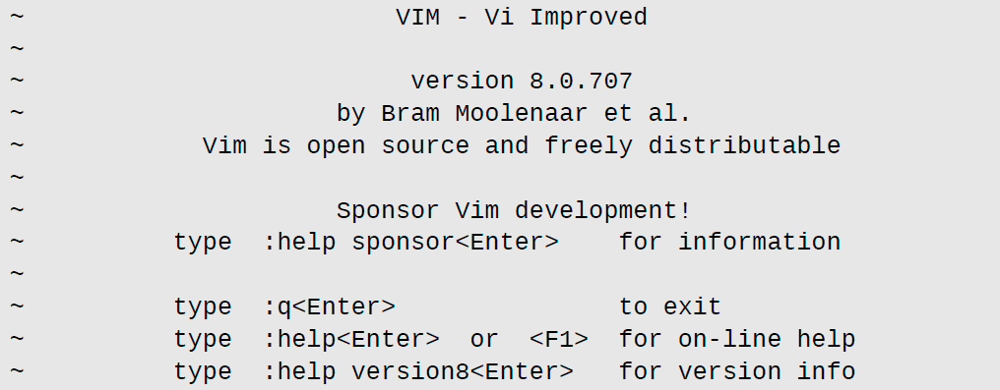 ~                         VIM - Vi Improved
~
~                          version 8.0.707
~                     by Bram Moolenaar et al.
~            Vim is open source and freely distributable
~
~                     Sponsor Vim development!
~          type  :help sponsor<Enter>    for information
~
~          type  :q<Enter>               to exit
~          type  :help<Enter>  or  <F1>  for on-line help
~          type  :help version8<Enter>   for version info